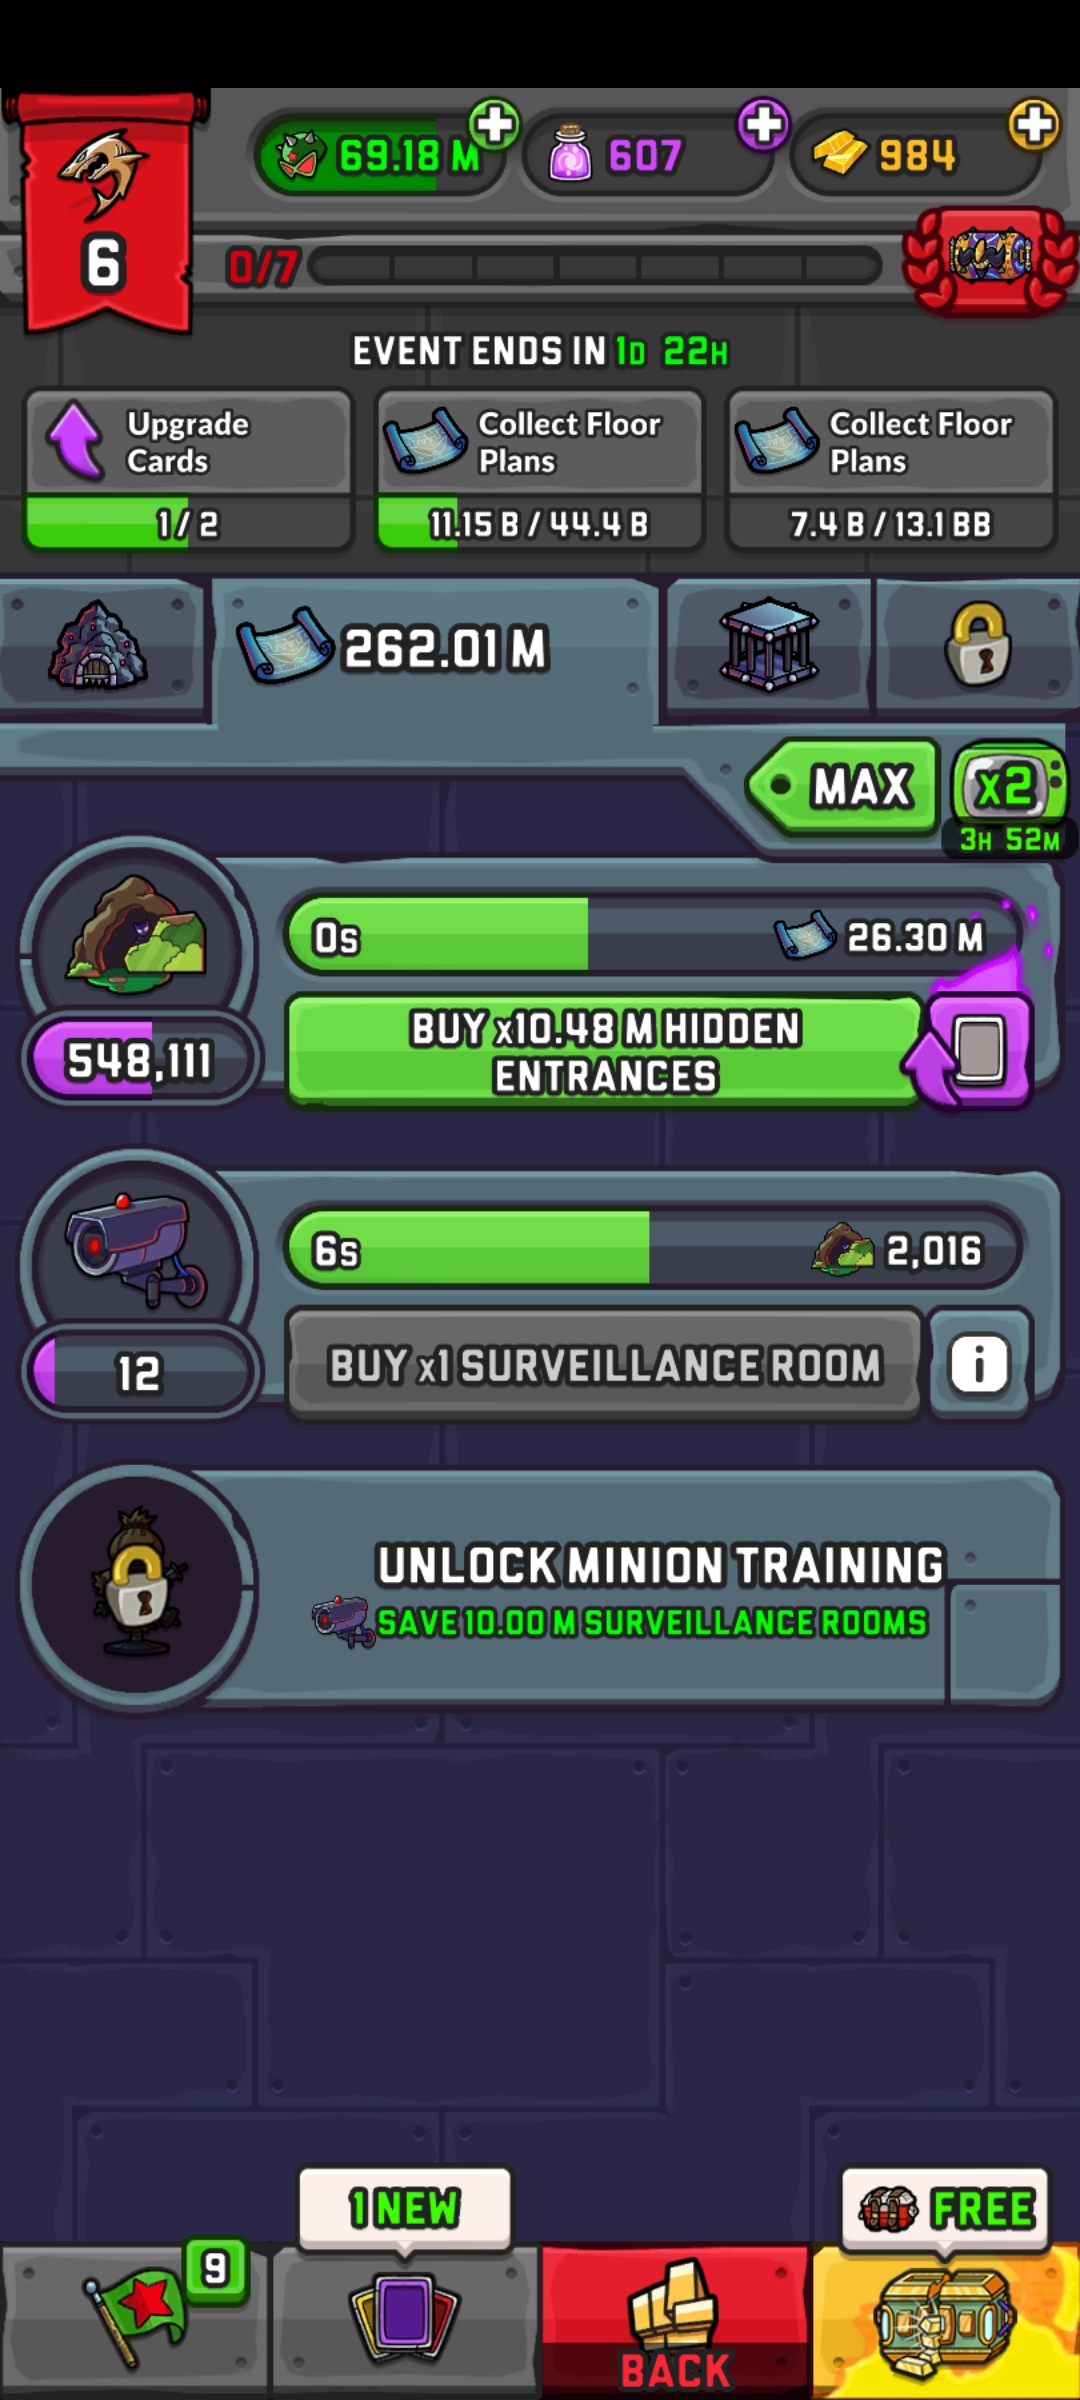 69.18 M
607
984
6
0/7
EVENT ENDS IN 1D 22H
Upgrade
Cards
1 / 2
Collect Floor
Plans
11.15 B / 44.4 B
Collect Floor
Plans
7.4 B / 13.1 BB
262.01 M
MAX
x2
3H 52M
0s
26.30 M
548,111
BUY x10.48 M HIDDEN
ENTRANCES
6s
2,016
12
BUY x1 SURVEILLANCE ROOM
i
UNLOCK MINION TRAINING
SAVE 10.00 M SURVEILLANCE ROOMS
9
1 NEW
BACK
FREE